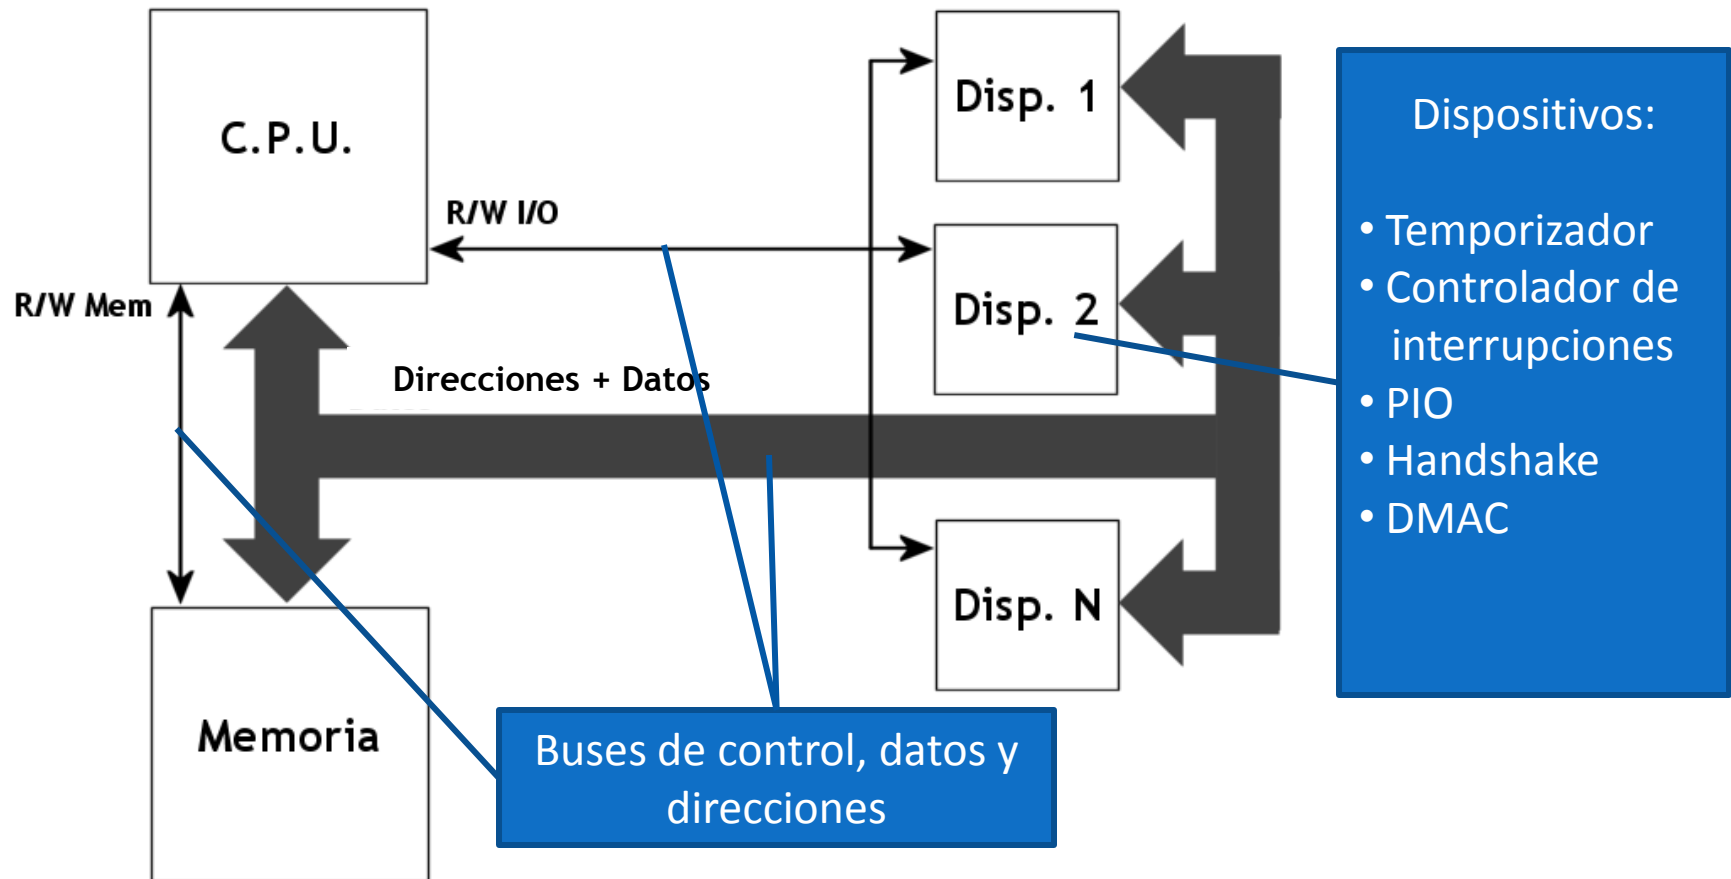 C.P.U.
R/W I/O
R/W Mem
Direcciones + Datos
Memoria
Disp. 1
Disp. 2
Disp. N
Dispositivos:
• Temporizador
• Controlador de
interrupciones
• PIO
• Handshake
• DMAC
Buses de control, datos y
direcciones